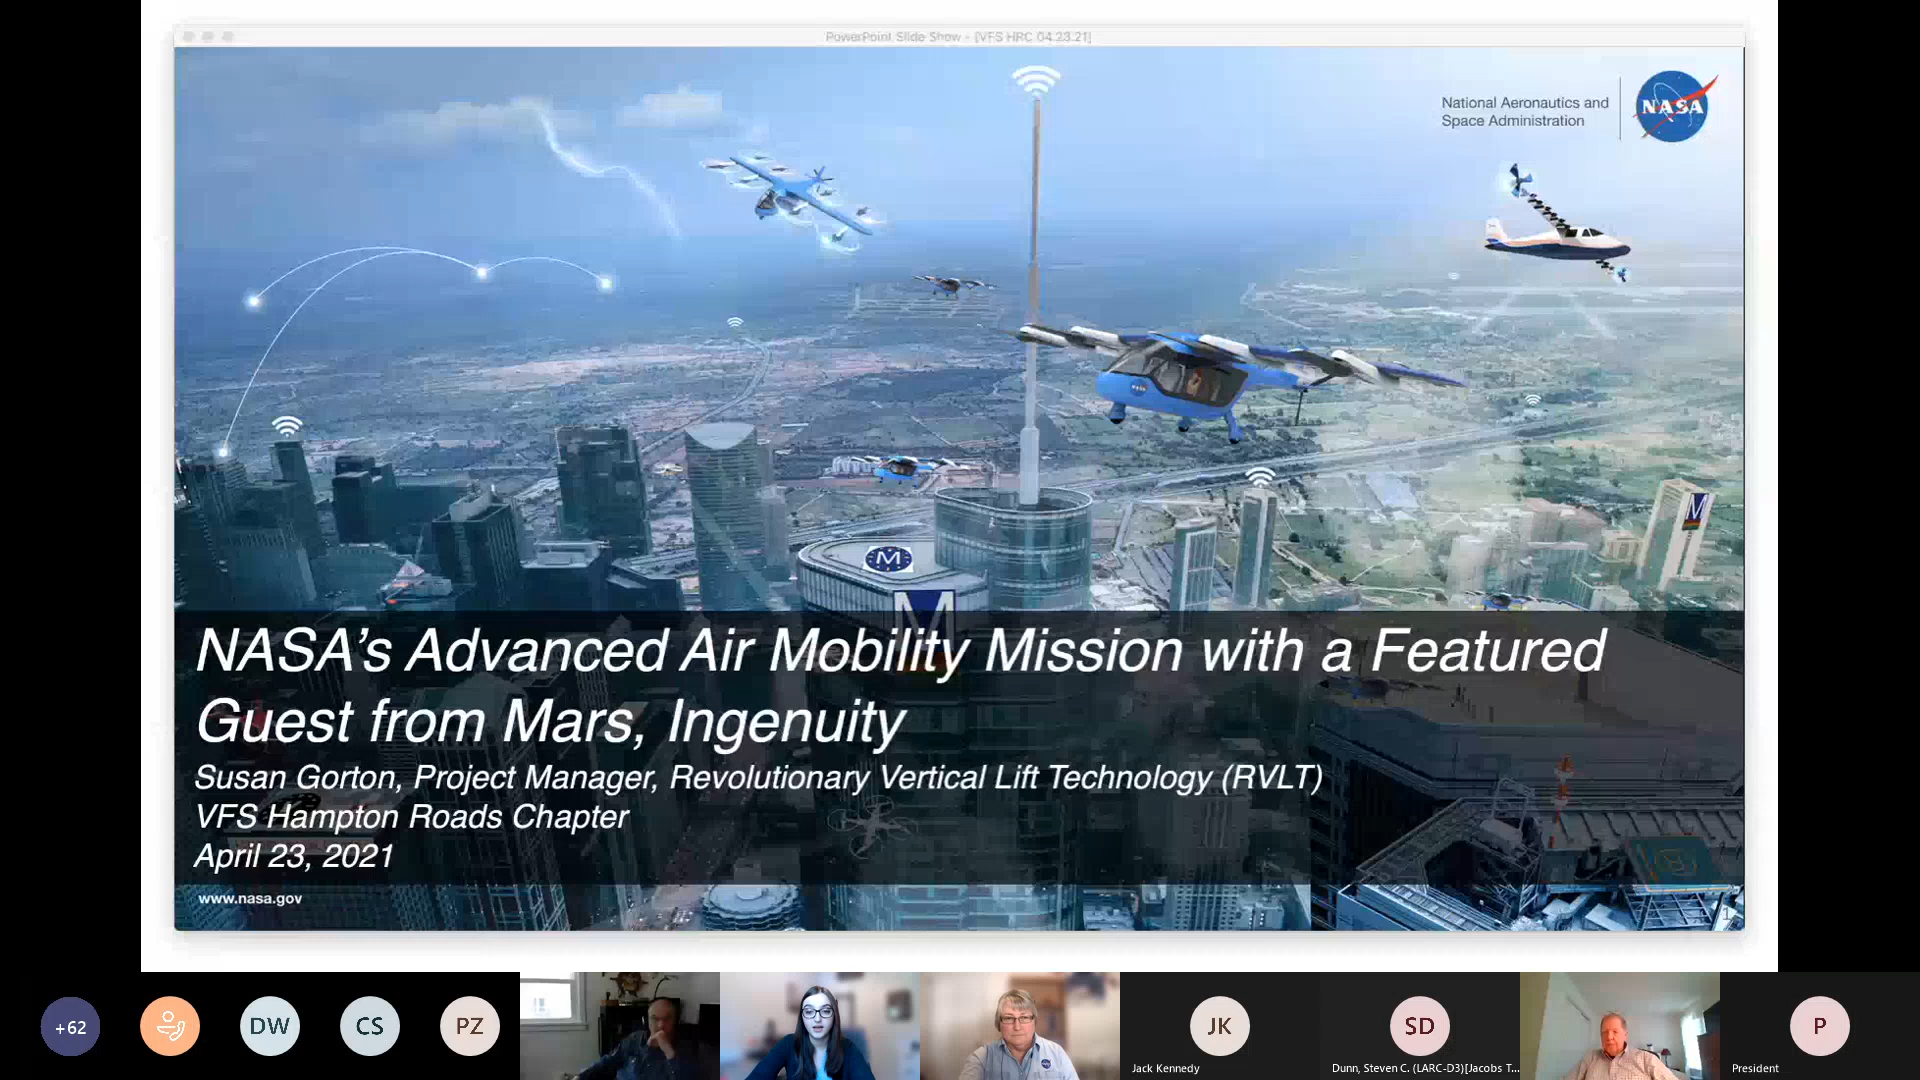 PowerPoint Slide Show - [VFS HRC 04.23.21]
National Aeronautics and
Space Administration
NASA
M
M
M
NASA's Advanced Air Mobility Mission with a Featured
Guest from Mars, Ingenuity
Susan Gorton, Project Manager, Revolutionary Vertical Lift Technology (RVLT)
VFS Hampton Roads Chapter
April 23, 2021
www.nasa.gov
1
+62
DW
CS
PZ
JK
Jack Kennedy
SD
Dunn, Steven C. (LARC-D3)[Jacobs T...
P
President